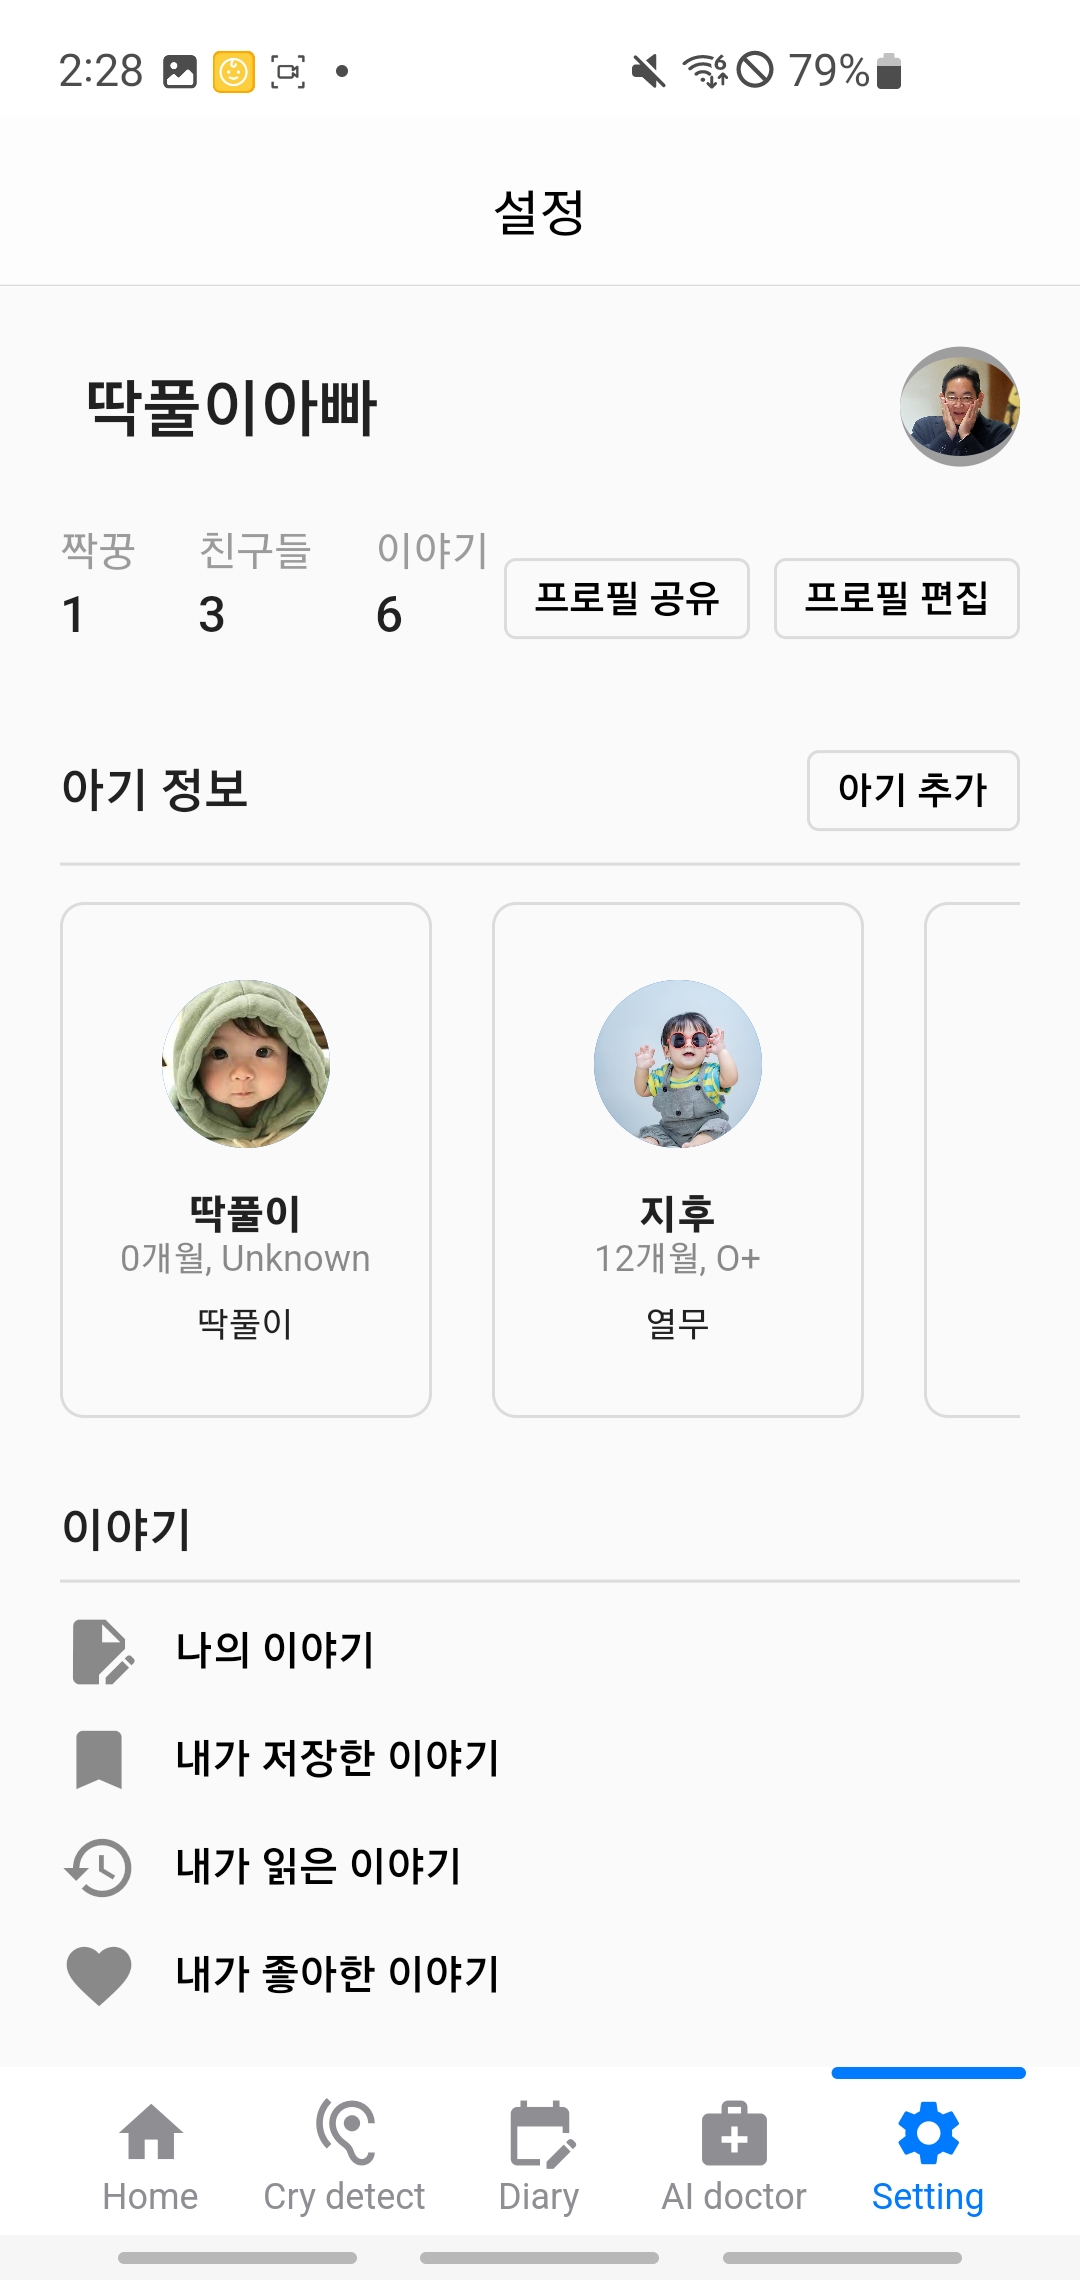 2:28 79%
설정
딱풀이아빠
짝꿍 친구들 이야기
1 3 6
프로필 공유 프로필 편집
아기 정보 아기 추가
딱풀이 지후
0개월, Unknown 12개월, O+
딱풀이 열무
이야기
나의 이야기
내가 저장한 이야기
내가 읽은 이야기
내가 좋아한 이야기
Home Cry detect Diary AI doctor Setting